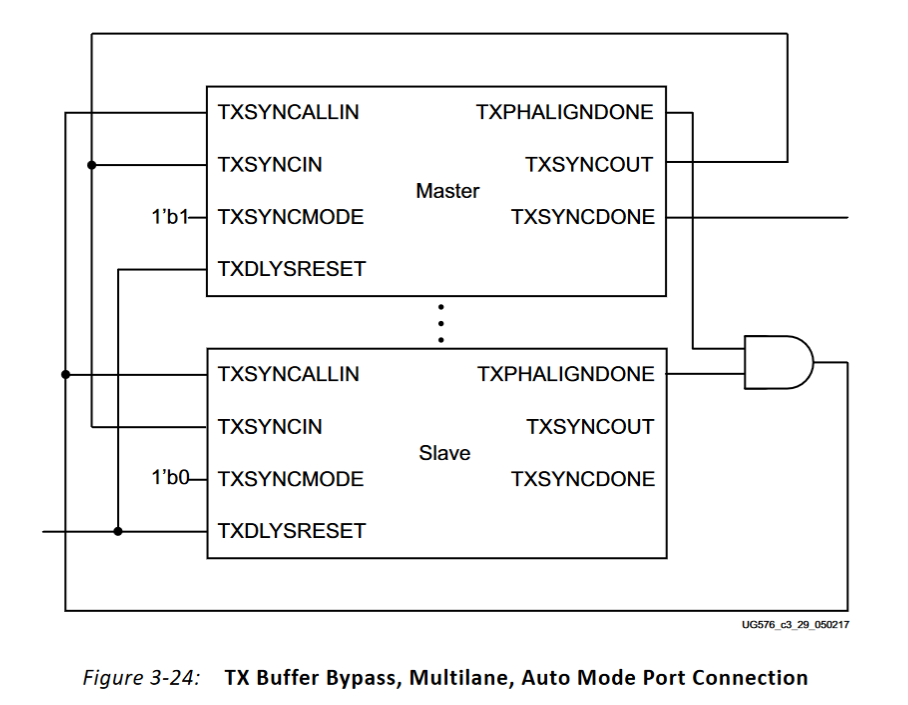 TXSYNCALLIN TXPHALIGNDONE
TXSYNCIN TXSYNCOUT
Master
1’b1 TXSYNCMODE TXSYNCDONE
TXDLYSRESET
TXSYNCALLIN TXPHALIGNDONE
TXSYNCIN TXSYNCOUT
Slave
1’b0 TXSYNCMODE TXSYNCDONE
TXDLYSRESET
UG576_c3_29_050217
Figure 3-24: TX Buffer Bypass, Multilane, Auto Mode Port Connection